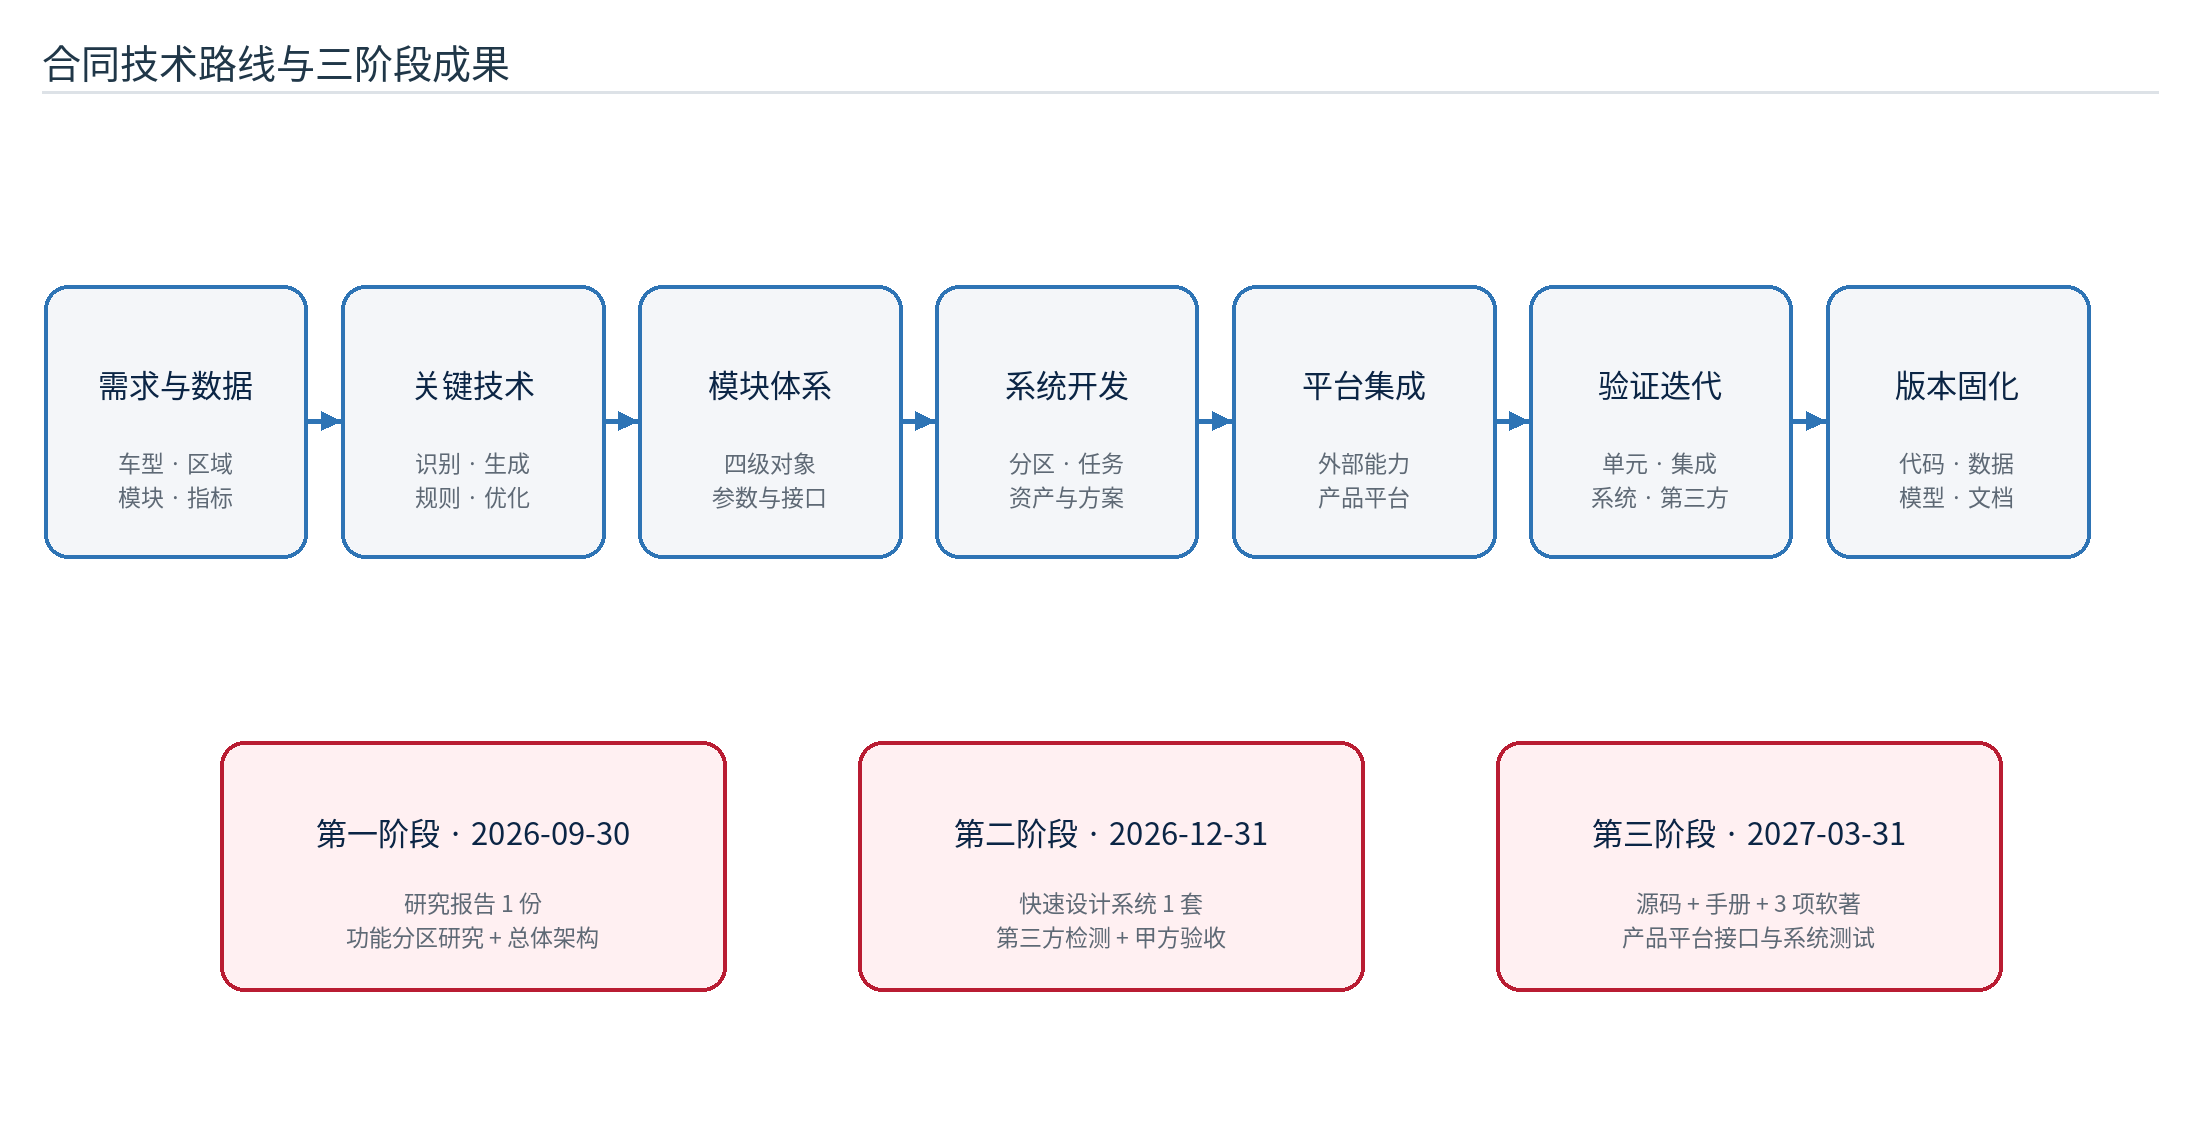 合同技术路线与三阶段成果
需求与数据
车型 · 区域
模块 · 指标
关键技术
识别 · 生成
规则 · 优化
模块体系
四级对象
参数与接口
系统开发
分区 · 任务
资产与方案
平台集成
外部能力
产品平台
验证迭代
单元 · 集成
系统 · 第三方
版本固化
代码 · 数据
模型 · 文档
第一阶段 · 2026-09-30
研究报告 1 份
功能分区研究 + 总体架构
第二阶段 · 2026-12-31
快速设计系统 1 套
第三方检测 + 甲方验收
第三阶段 · 2027-03-31
源码 + 手册 + 3 项软著
产品平台接口与系统测试